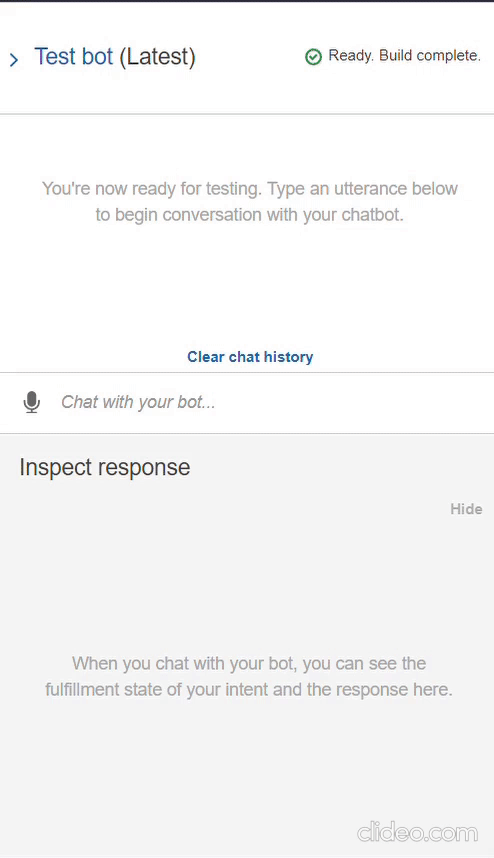 Test bot (Latest)
Ready. Build complete.
You're now ready for testing. Type an utterance below
to begin conversation with your chatbot.
Clear chat history
Chat with your bot...
Inspect response
Hide
When you chat with your bot, you can see the
fulfillment state of your intent and the response here.
clideo.com